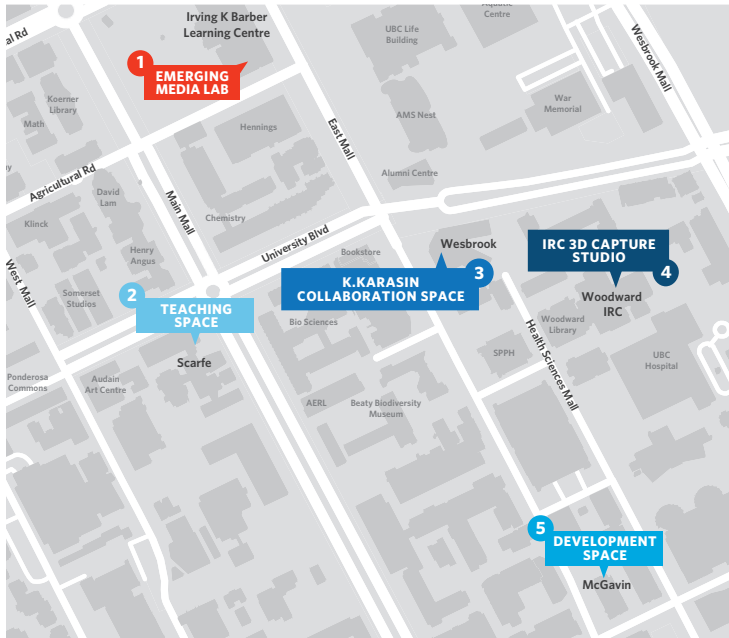 al Rd
Irving K Barber
Learning Centre
Centre
UBC Life
Building
Wesbrook Mall
1
EMERGING
MEDIA LAB
Koerner
Library
Math
Hennings
AMS Nest
War
Memorial
East Mall
Agricultural Rd
Alumni Centre
David
Lam
Main Mall
Klinck
Chemistry
University Blvd
Henry
Angus
Bookstore
Wesbrook
IRC 3D CAPTURE
STUDIO
4
West Mall
K.KARASIN
COLLABORATION SPACE
3
Somerset
Studios
2
TEACHING
SPACE
Woodward
IRC
Bio Sciences
Woodward
Library
Health Sciences Mall
Scarfe
SPPH
UBC
Hospital
Ponderosa
Commons
Audain
Art Centre
AERL
Beaty Biodiversity
Museum
5
DEVELOPMENT
SPACE
McGavin